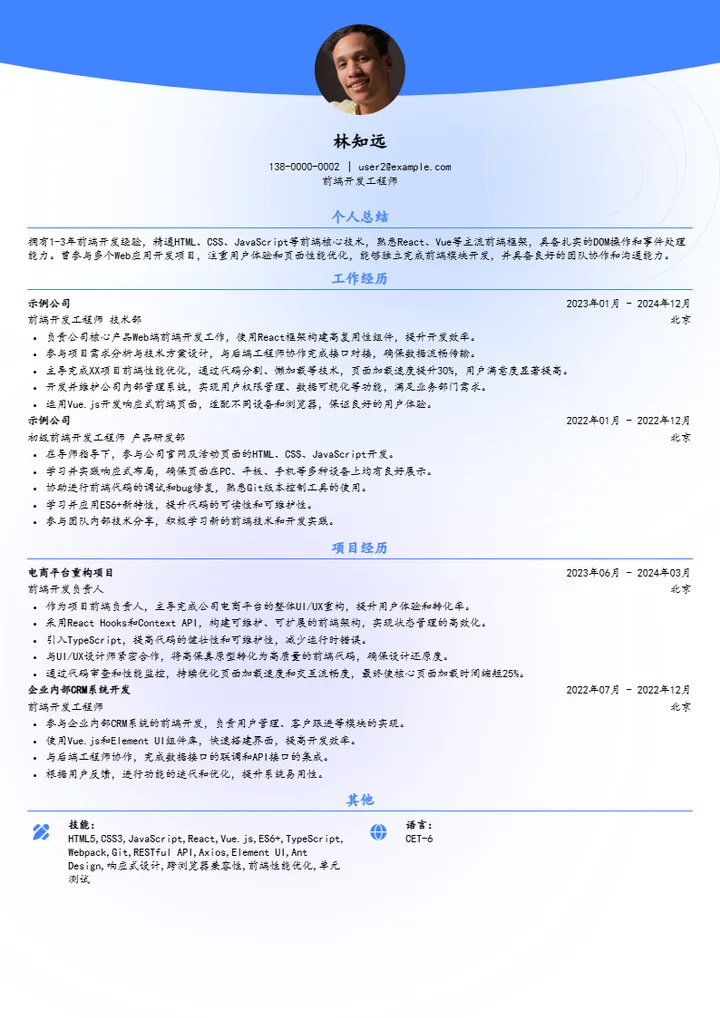 林知远
138-0000-0002 | user2@example.com
前端开发工程师
个人总结
拥有1-3年前端开发经验，精通HTML、CSS、JavaScript等前端核心技术，熟悉React、Vue等主流前端框架，具备扎实的DOM操作和事件处理
能力。曾参与多个Web应用开发项目，注重用户体验和页面性能优化，能够独立完成前端模块开发，并具备良好的团队协作和沟通能力。
工作经历
示例公司 2023年01月 - 2024年12月
前端开发工程师 技术部 北京
• 负责公司核心产品Web端前端开发工作，使用React框架构建高复用性组件，提升开发效率。
• 参与项目需求分析与技术方案设计，与后端工程师协作完成接口对接，确保数据流畅传输。
• 主导完成XX项目前端性能优化，通过代码分割、懒加载等技术，页面加载速度提升30%，用户满意度显著提高。
• 开发并维护公司内部管理系统，实现用户权限管理、数据可视化等功能，满足业务部门需求。
• 运用Vue.js开发响应式前端页面，适配不同设备和浏览器，保证良好的用户体验。
示例公司 2022年01月 - 2022年12月
初级前端开发工程师 产品研发部 北京
• 在导师指导下，参与公司官网及活动页面的HTML、CSS、JavaScript开发。
• 学习并实践响应式布局，确保页面在PC、平板、手机等多种设备上均有良好展示。
• 协助进行前端代码的调试和bug修复，熟悉Git版本控制工具的使用。
• 学习并应用ES6+新特性，提升代码的可读性和可维护性。
• 参与团队内部技术分享，积极学习新的前端技术和开发实践。
项目经历
电商平台重构项目 2023年06月 - 2024年03月
前端开发负责人 北京
• 作为项目前端负责人，主导完成公司电商平台的整体UI/UX重构，提升用户体验和转化率。
• 采用React Hooks和Context API，构建可维护、可扩展的前端架构，实现状态管理的高效化。
• 引入TypeScript，提高代码的健壮性和可维护性，减少运行时错误。
• 与UI/UX设计师紧密合作，将高保真原型转化为高质量的前端代码，确保设计还原度。
• 通过代码审查和性能监控，持续优化页面加载速度和交互流畅度，最终使核心页面加载时间缩短25%。
企业内部CRM系统开发 2022年07月 - 2022年12月
前端开发工程师 北京
• 参与企业内部CRM系统的前端开发，负责用户管理、客户跟进等模块的实现。
• 使用Vue.js和Element UI组件库，快速搭建界面，提高开发效率。
• 与后端工程师协作，完成数据接口的联调和API接口的集成。
• 根据用户反馈，进行功能的迭代和优化，提升系统易用性。
其他
技能：
HTML5,CSS3,JavaScript,React,Vue.js,ES6+,TypeScript,
Webpack,Git,RESTful API,Axios,Element UI,Ant
Design,响应式设计,跨浏览器兼容性,前端性能优化,单元
测试
语言：
CET-6